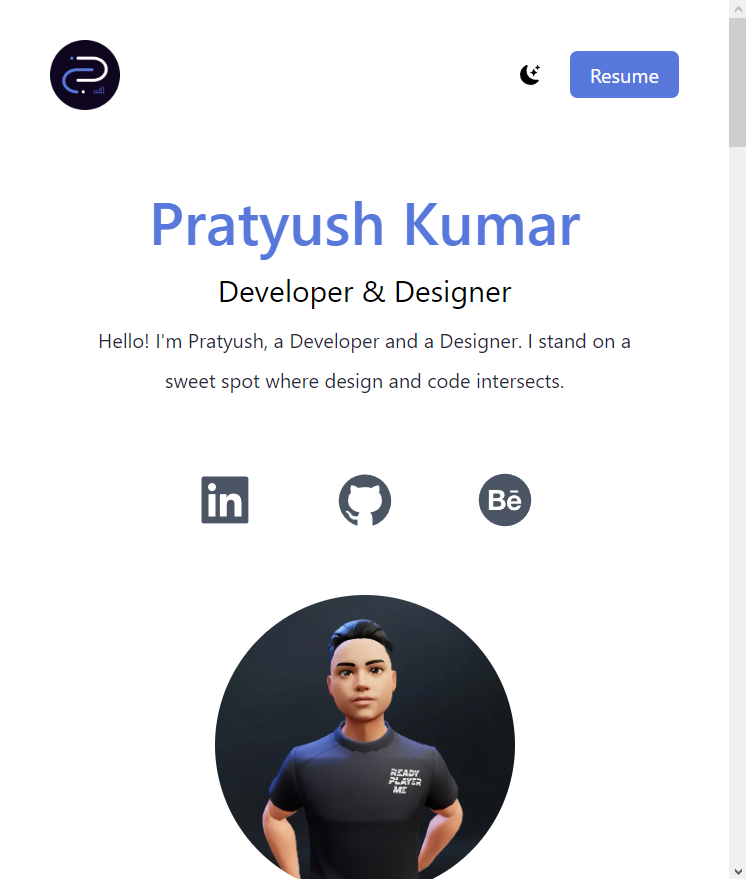 Resume
Pratyush Kumar
Developer & Designer
Hello! I'm Pratyush, a Developer and a Designer. I stand on a
sweet spot where design and code intersects.
in
Bē
READY
PLAYER
ME